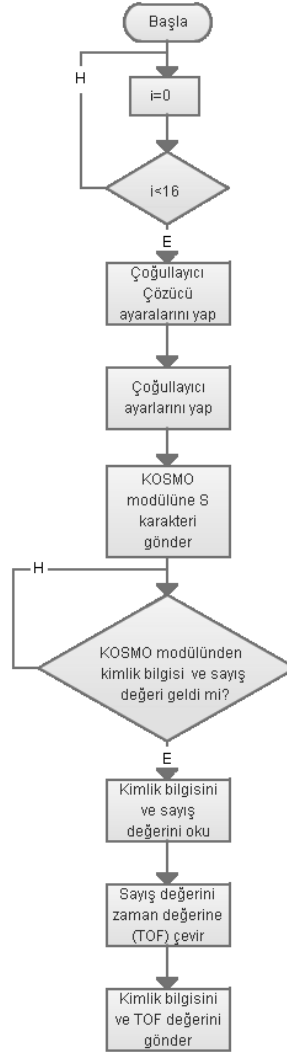 Başla
H
i=0
i<16
E
Çoğullayıcı
Çözücü
ayaralarını yap
Çoğullayıcı
ayarlarını yap
KOSMO
modülüne S
karakteri
gönder
H
KOSMO modülünden
kimlik bilgisi ve sayış
değeri geldi mi?
E
Kimlik bilgisini
ve sayış
değerini oku
Sayış değerini
zaman değerine
(TOF) çevir
Kimlik bilgisini
ve TOF değerini
gönder